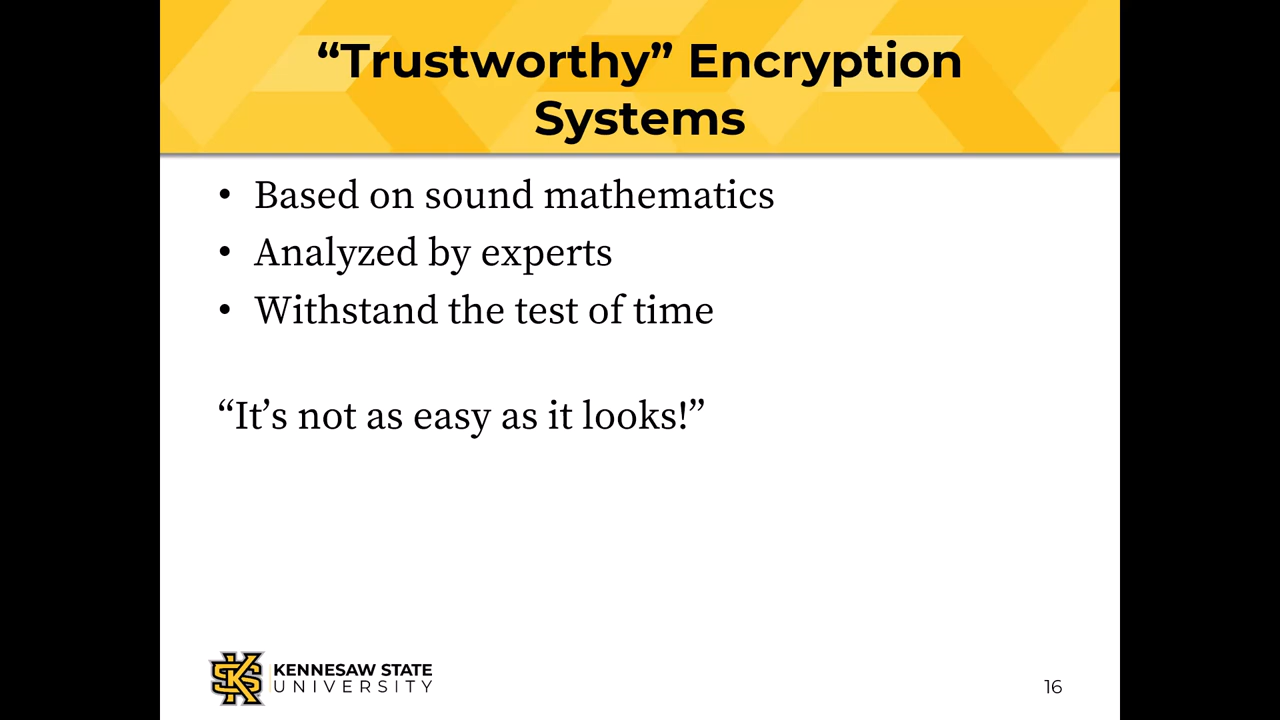 “Trustworthy” Encryption
Systems
• Based on sound mathematics
• Analyzed by experts
• Withstand the test of time
“It’s not as easy as it looks!”
KENNESAW STATE
UNIVERSITY
16